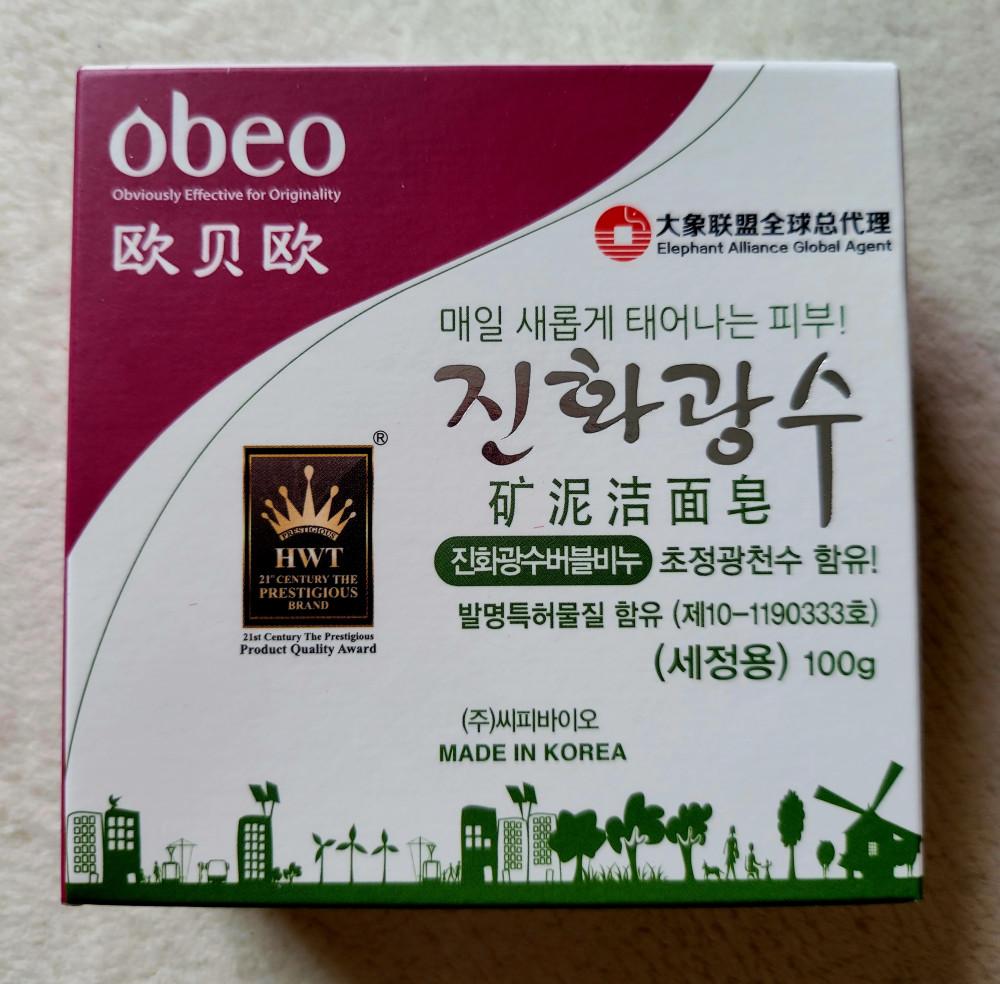 obeo
Obviously Effective for Originality
欧贝欧
大象联盟全球总代理
Elephant Alliance Global Agent
매일 새롭게 태어나는 피부!
진화광수
矿泥洁面皂
진화광수버블비누 초정광천수 함유!
발명특허물질 함유 (제10-1190333호)
(세정용) 100g
®
PRESTIGIOUS
HWT
21st CENTURY THE
PRESTIGIOUS
BRAND
21st Century The Prestigious
Product Quality Award
(주)씨피바이오
MADE IN KOREA